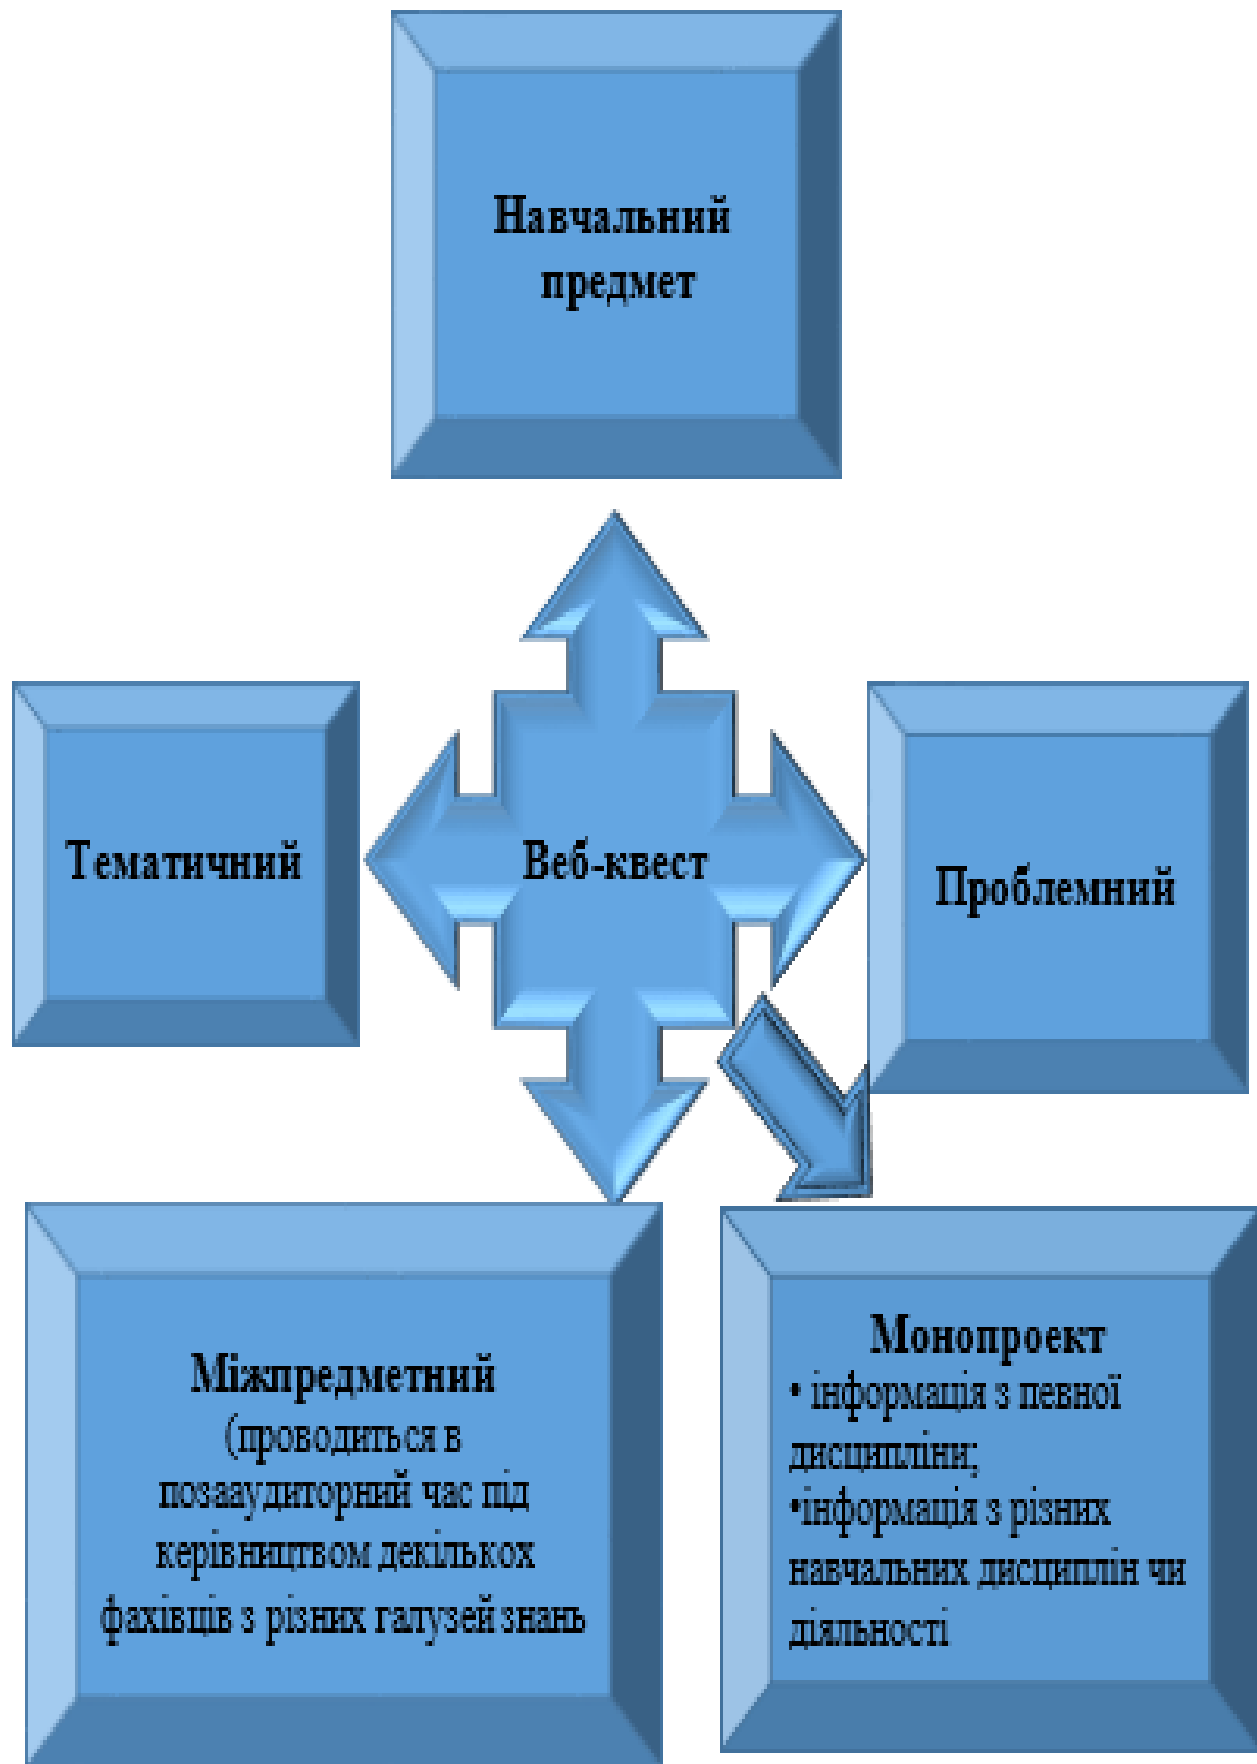 Навчальний
предмет
Тематичний
Веб-квест
Проблемний
Міжпредметний
(проводиться в
позааудиторний час під
керівництвом декількох
фахівців з різних галузей знань
Монопроект
• інформація з певної
дисципліни;
•інформація з різних
навчальних дисциплін чи
діяльності